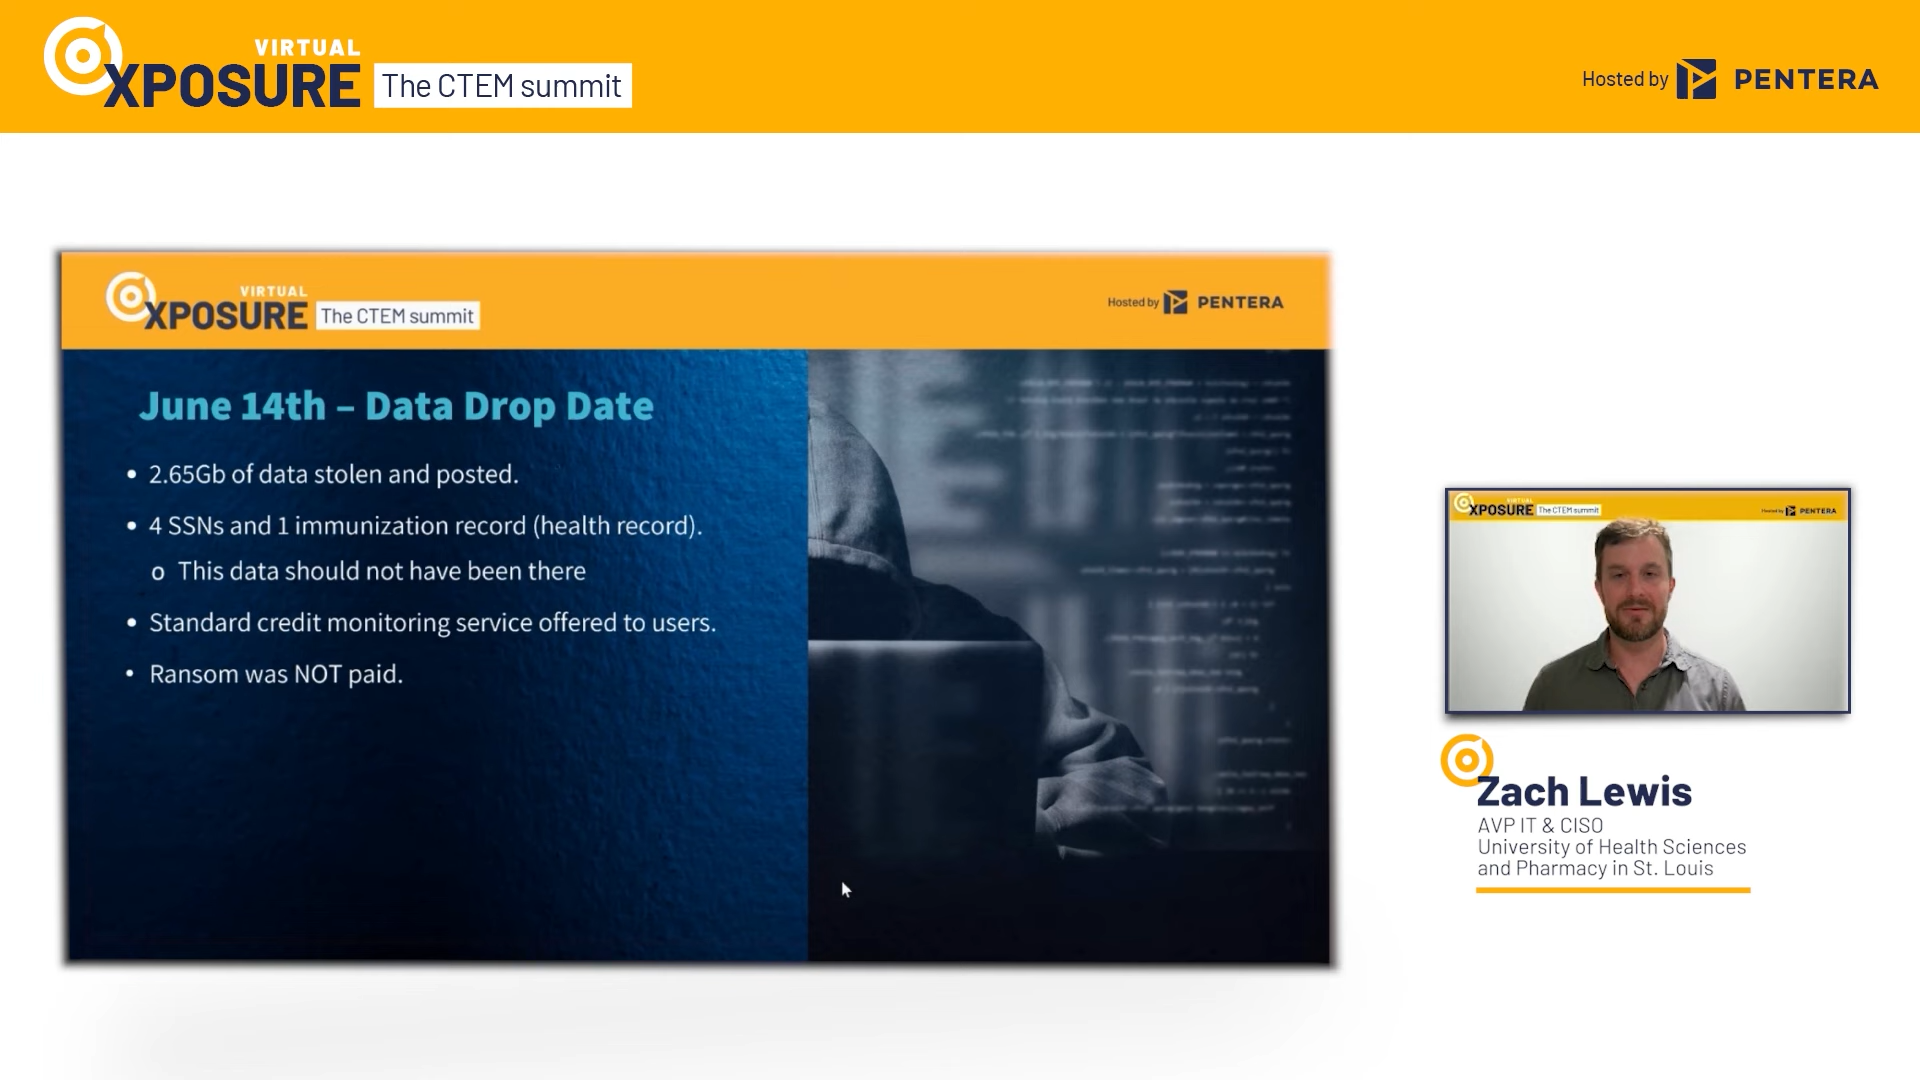 VIRTUAL
XPOSURE The CTEM summit
Hosted by PENTERA
VIRTUAL
XPOSURE The CTEM summit
Hosted by PENTERA
June 14th – Data Drop Date
• 2.65Gb of data stolen and posted.
• 4 SSNs and 1 immunization record (health record).
o This data should not have been there
• Standard credit monitoring service offered to users.
• Ransom was NOT paid.
VIRTUAL
XPOSURE The CTEM summit
Hosted by PENTERA
Zach Lewis
AVP IT & CISO
University of Health Sciences
and Pharmacy in St. Louis